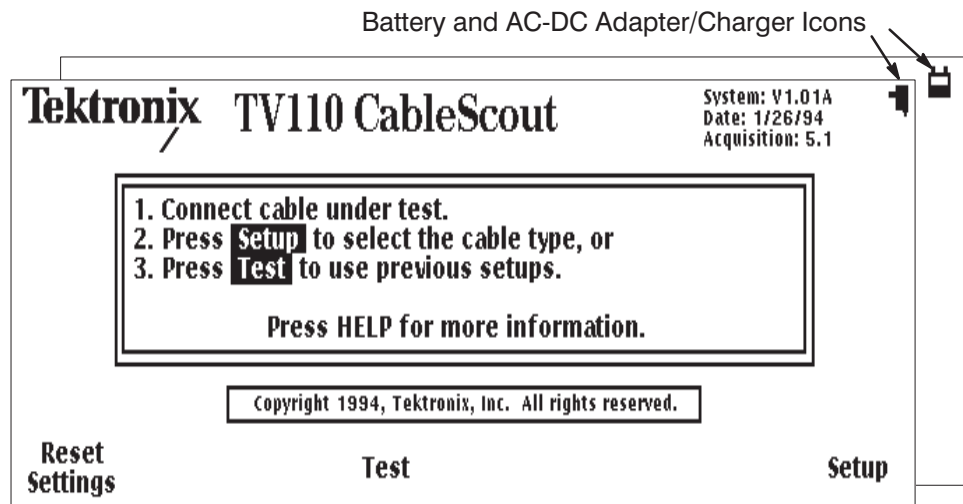 Battery and AC-DC Adapter/Charger Icons
Tektronix TV110 CableScout
System: V1.01A
Date: 1/26/94
Acquisition: 5.1
1. Connect cable under test.
2. Press Setup to select the cable type, or
3. Press Test to use previous setups.
Press HELP for more information.
Copyright 1994, Tektronix, Inc. All rights reserved.
Reset
Settings
Test
Setup